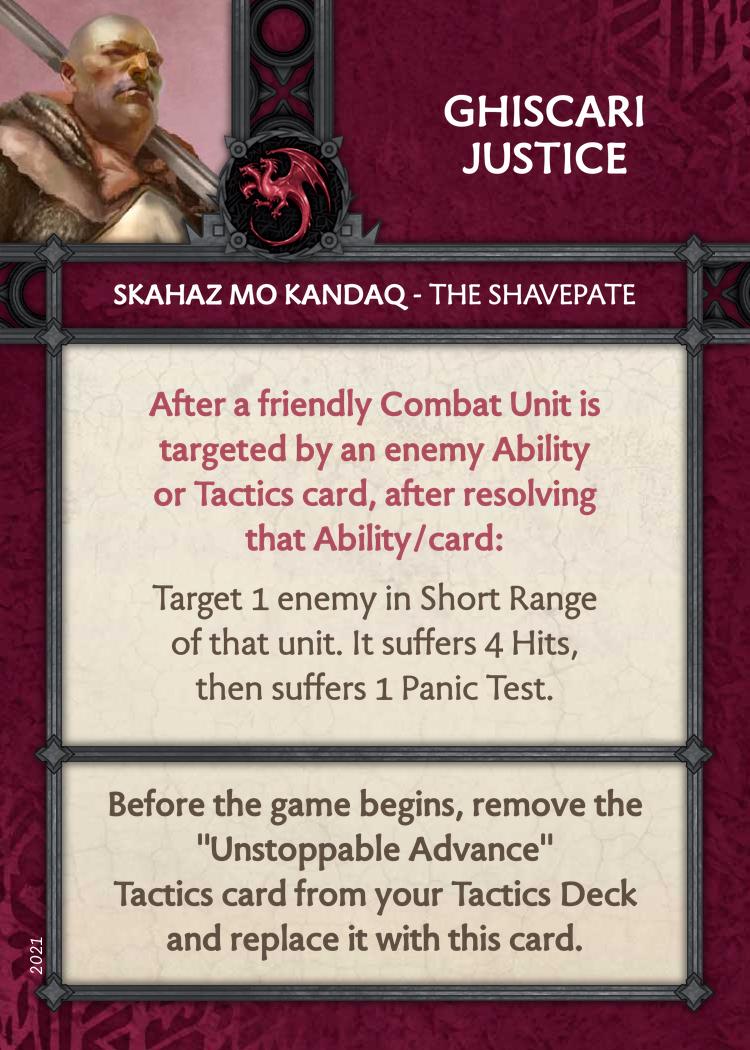 GHISCARI
JUSTICE
SKAHAZ MO KANDAQ - THE SHAVEPATE
After a friendly Combat Unit is
targeted by an enemy Ability
or Tactics card, after resolving
that Ability/card:
Target 1 enemy in Short Range
of that unit. It suffers 4 Hits,
then suffers 1 Panic Test.
Before the game begins, remove the
"Unstoppable Advance"
Tactics card from your Tactics Deck
and replace it with this card.
2021